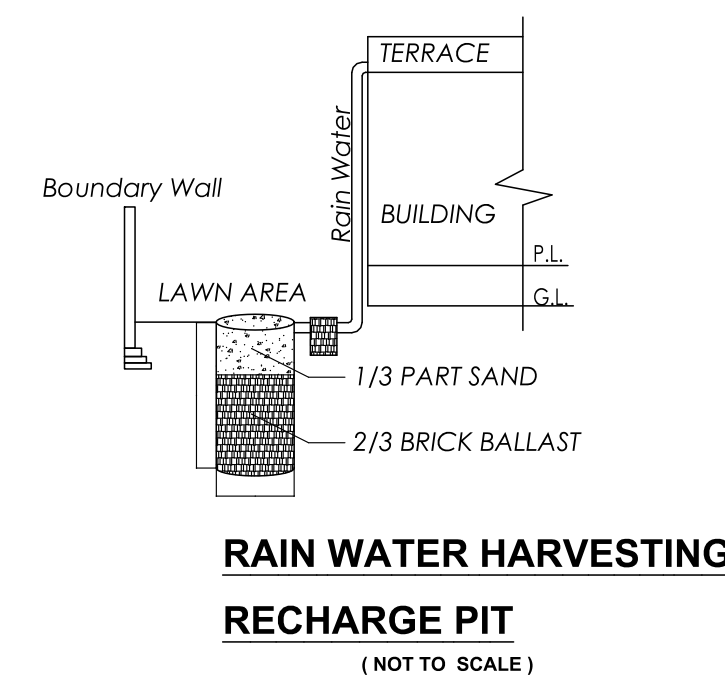 TERRACE
Rain Water
Boundary Wall
BUILDING
P.L.
LAWN AREA
G.L.
1/3 PART SAND
2/3 BRICK BALLAST
RAIN WATER HARVESTING
RECHARGE PIT
( NOT TO SCALE )